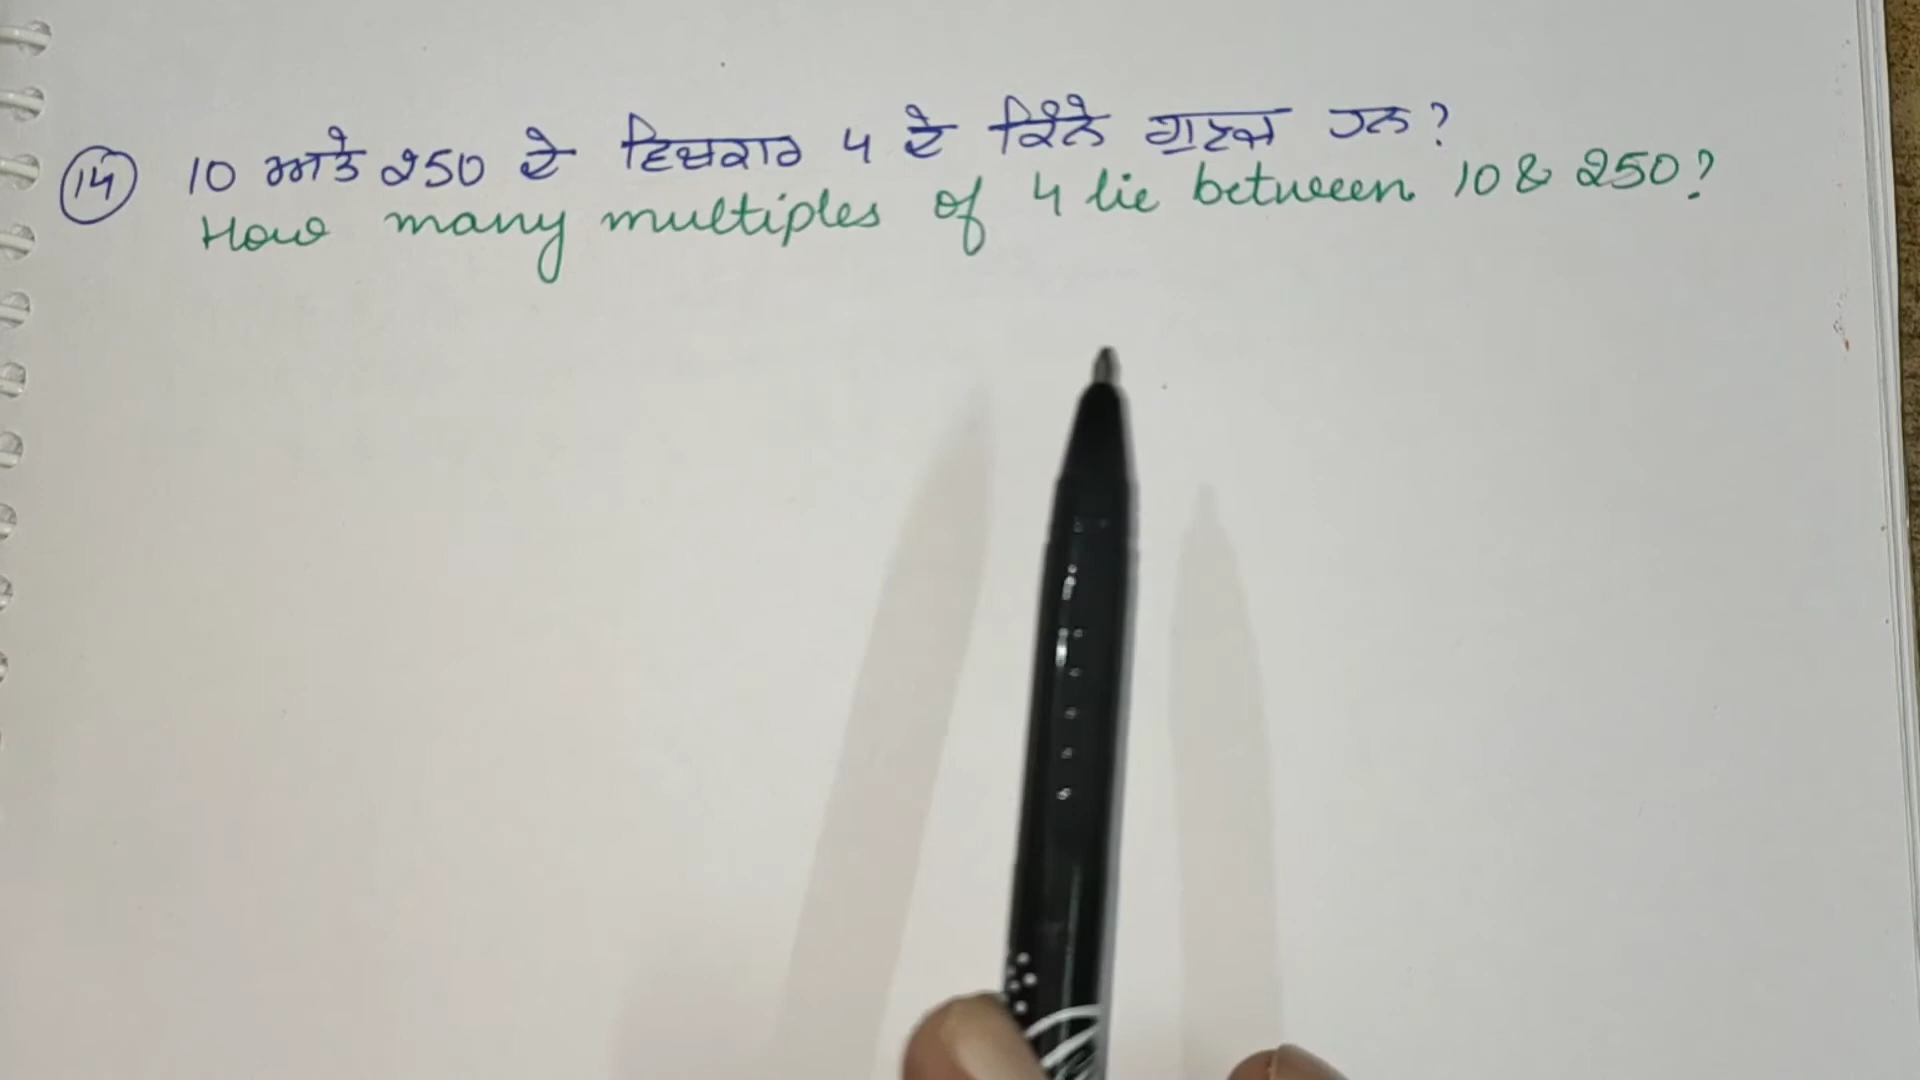 14 10 ਅਤੇ 250 ਦੇ ਵਿਚਕਾਰ 4 ਦੇ ਕਿੰਨੇ ਗੁਣਜ ਹਨ?
How many multiples of 4 lie between 10 & 250?